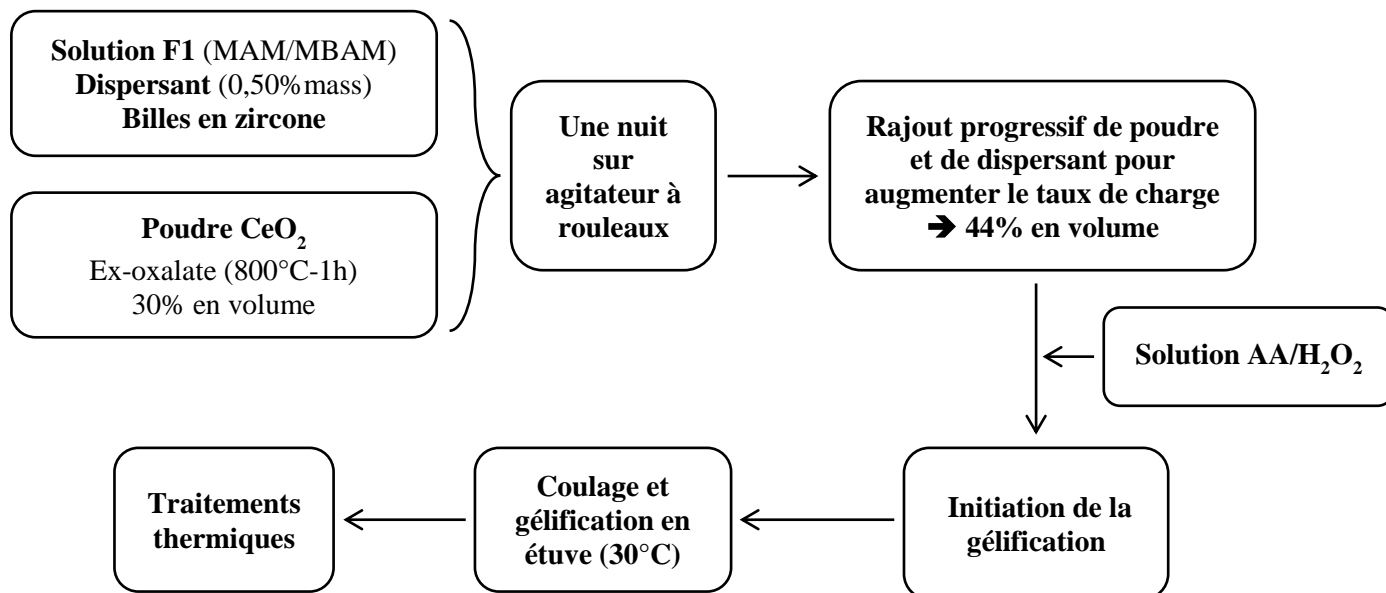 Solution F1 (MAM/MBAM)
Dispersant (0,50%mass)
Billes en zircone
Poudre CeO₂
Ex-oxalate (800°C-1h)
30% en volume
Une nuit
sur
agitateur à
rouleaux
Rajout progressif de poudre
et de dispersant pour
augmenter le taux de charge
➔ 44% en volume
Solution AA/H₂O₂
Initiation de la
gélification
Coulage et
gélification en
étuve (30°C)
Traitements
thermiques